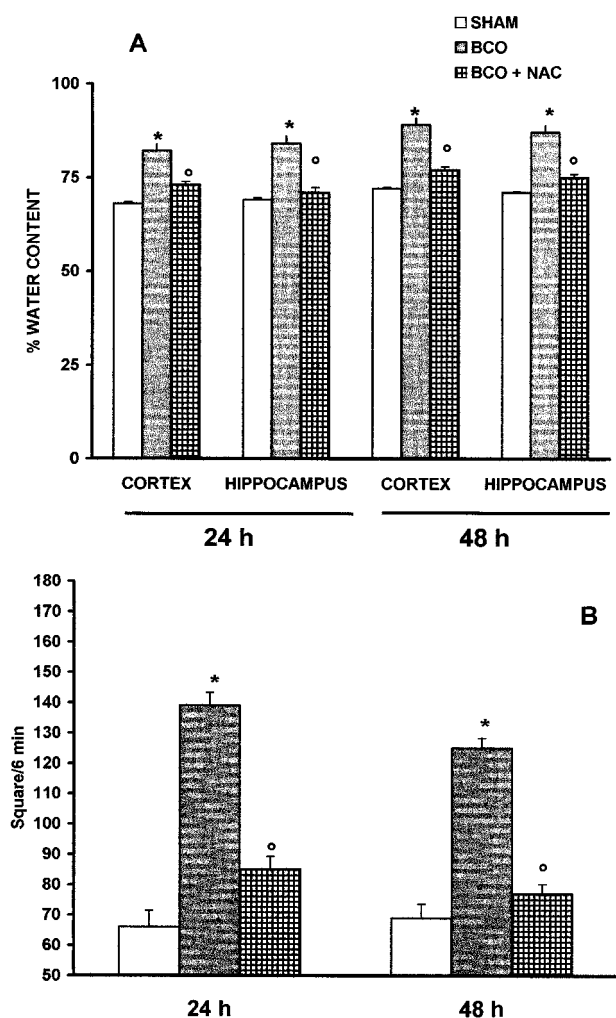 SHAM
A
BCO
BCO + NAC
100
75
50
25
0
% WATER CONTENT
* ° * ° * ° * °
CORTEX HIPPOCAMPUS CORTEX HIPPOCAMPUS
24 h 48 h
B
180
170
160
150
140
130
120
110
100
90
80
70
60
50
Square/6 min
* ° * °
24 h 48 h